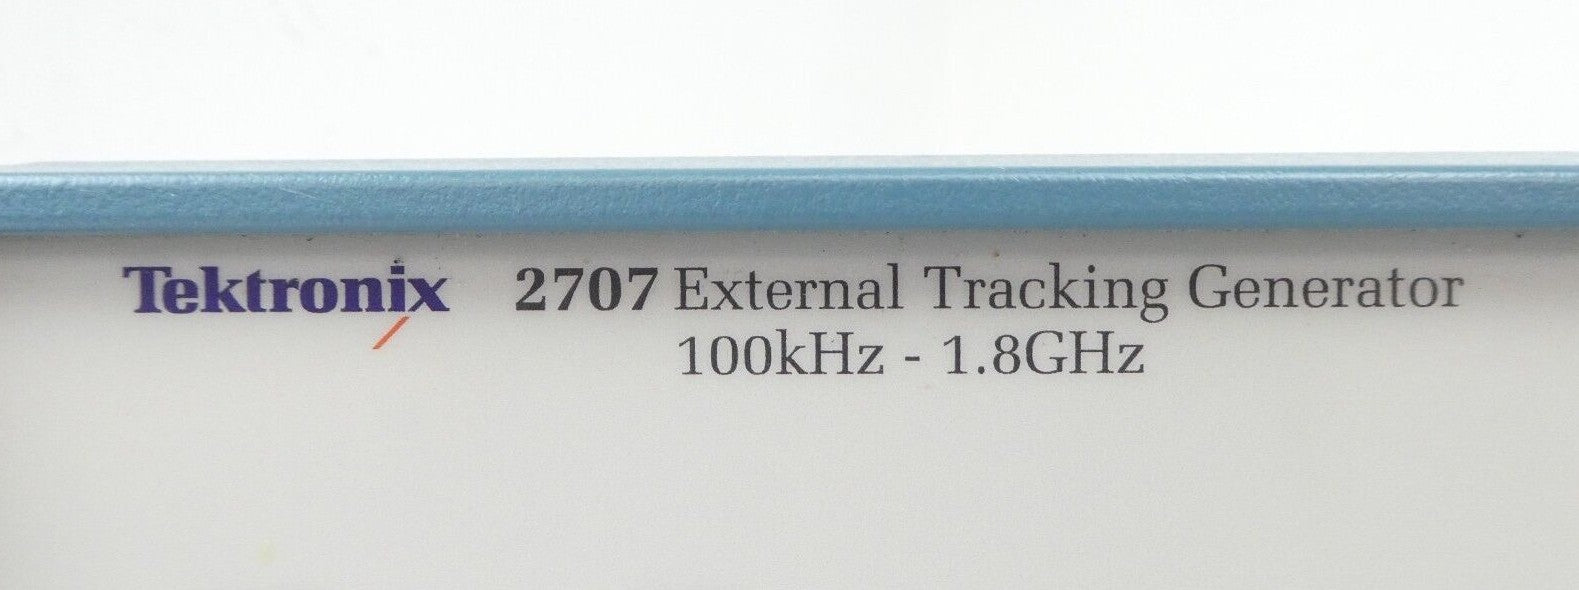 Tektronix 2707 External Tracking Generator
100kHz - 1.8GHz